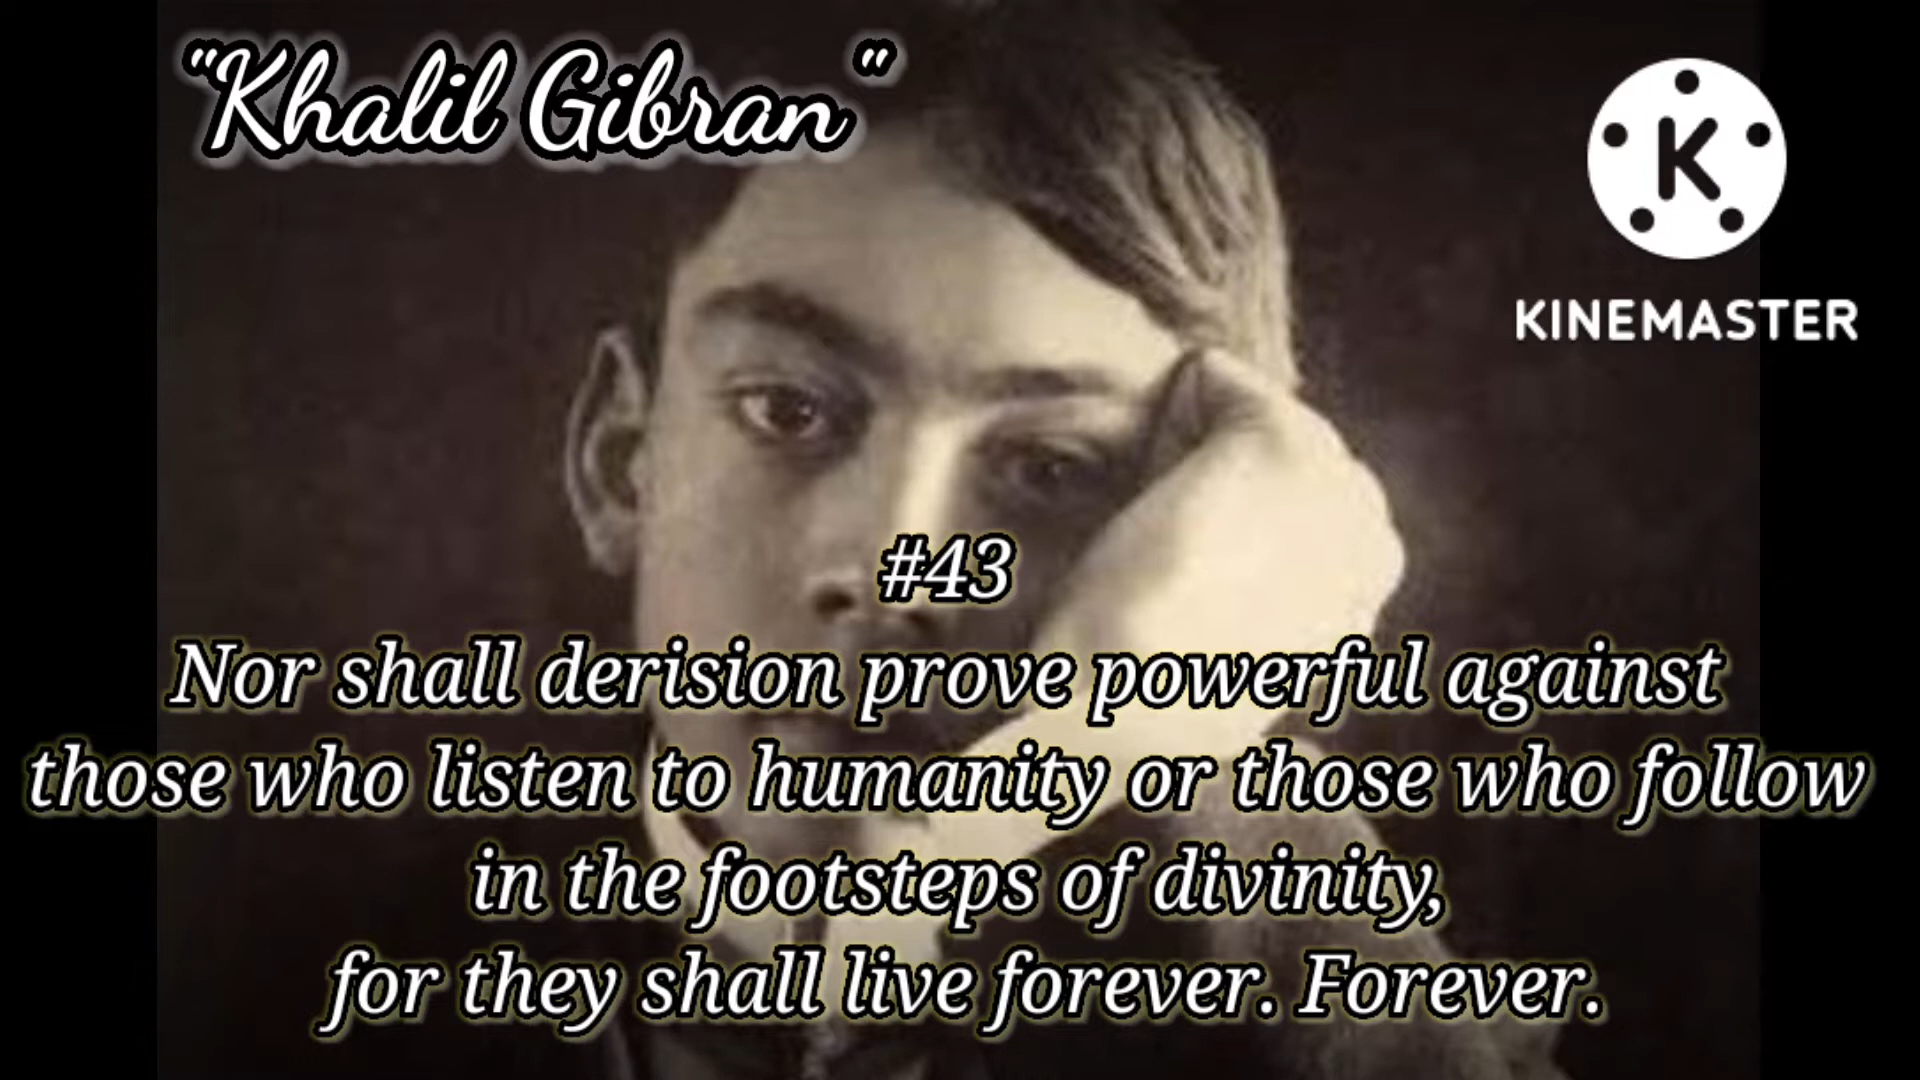 "Khalil Gibran"
K
KINEMASTER
#43
Nor shall derision prove powerful against
those who listen to humanity or those who follow
in the footsteps of divinity,
for they shall live forever. Forever.